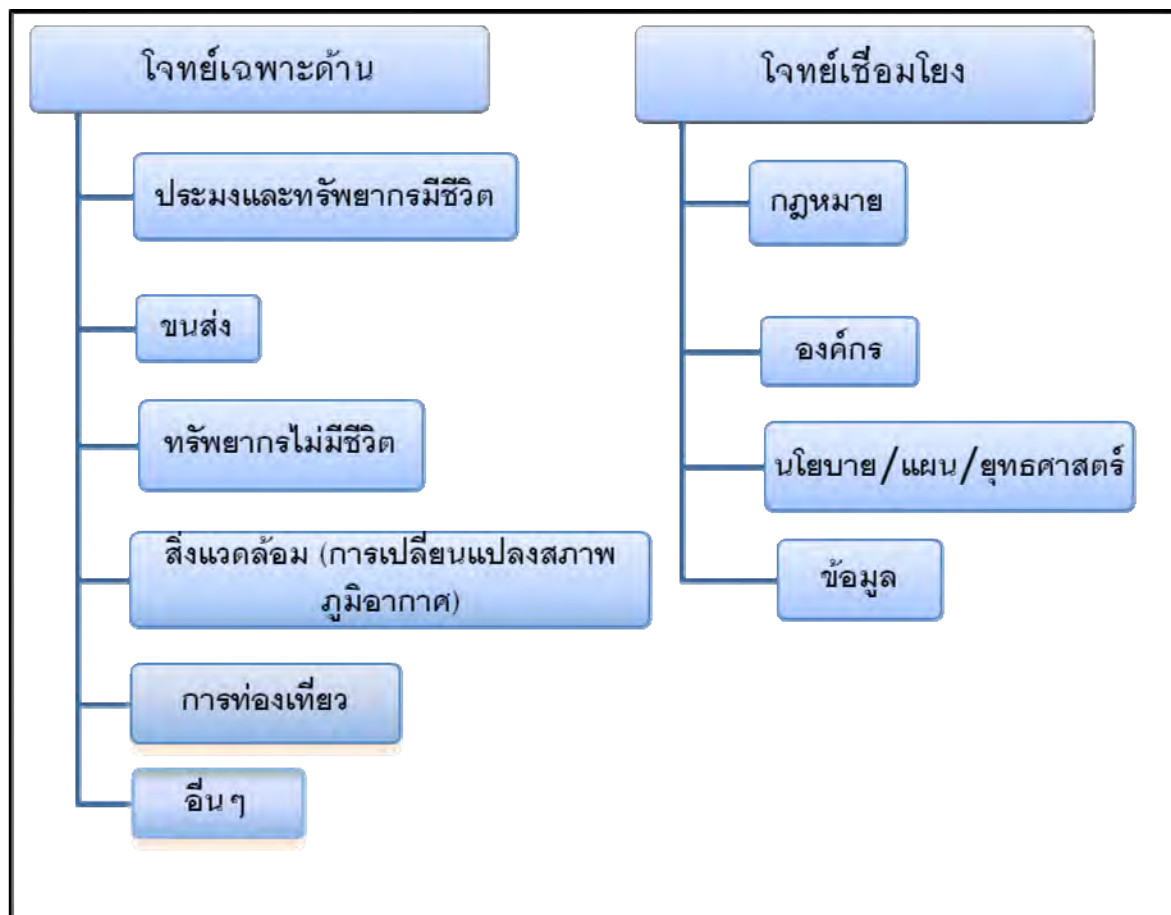 โจทย์เฉพาะด้าน
ประมงและทรัพยากรมีชีวิต
ขนส่ง
ทรัพยากรไม่มีชีวิต
สิ่งแวดล้อม (การเปลี่ยนแปลงสภาพ
ภูมิอากาศ)
การท่องเที่ยว
อื่นๆ
โจทย์เชื่อมโยง
กฎหมาย
องค์กร
นโยบาย/แผน/ยุทธศาสตร์
ข้อมูล